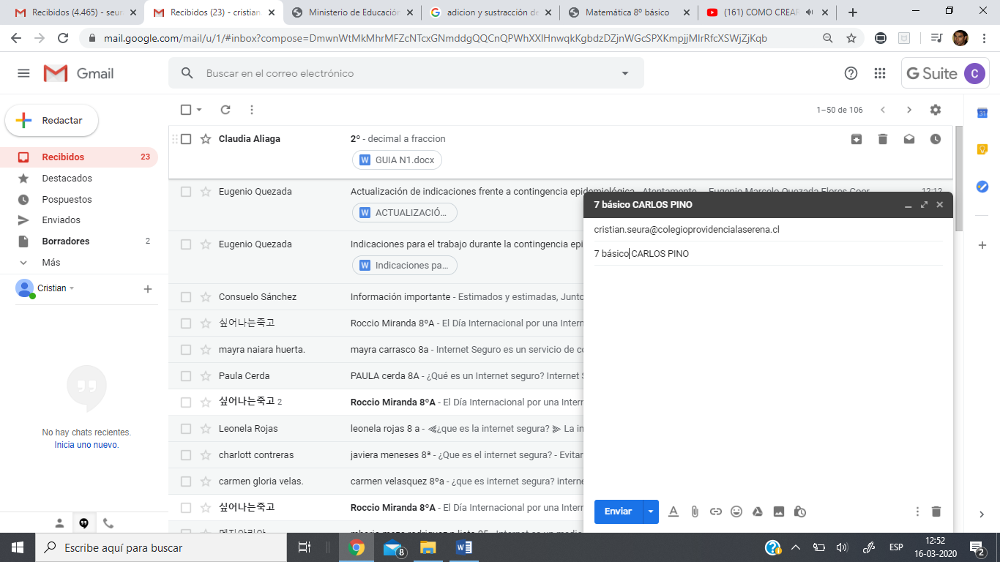 Recibidos (4.465) - seur
Recibidos (23) - cristian
Ministerio de Educación
adicion y sustracción de
Matemática 8º básico
(161) COMO CREAR
mail.google.com/mail/u/1/#inbox?compose=DmwnWtMkMhrMFZcNTcxGNmddgQQCnQPWhXXlHnwqkKgbdzDZjnWGcSPXKmpjjMlrRfcXSWjZjKqb
Gmail
Buscar en el correo electrónico
G Suite
C
Redactar
1–50 de 106
Recibidos 23
Destacados
Pospuestos
Enviados
Borradores 2
Más
Cristian
No hay chats recientes.
Inicia uno nuevo.
Claudia Aliaga 2º - decimal a fraccion
W GUIA N1.docx
Eugenio Quezada Actualización de indicaciones frente a contingencia epidemiológica - Atentamente Eugenio Marcelo Quezada Flores Coor 12:12
W ACTUALIZACIÓ...
Eugenio Quezada Indicaciones para el trabajo durante la contingencia epi
W Indicaciones pa...
Consuelo Sánchez Información importante - Estimados y estimadas, Junto
싶어나는죽고 Roccio Miranda 8ºA - El Día Internacional por una Intern
mayra naiara huerta. mayra carrasco 8a - Internet Seguro es un servicio de co
Paula Cerda PAULA cerda 8A - ¿Qué es un Internet seguro? Internet S
싶어나는죽고 2 Roccio Miranda 8ºA - El Día Internacional por una Intern
Leonela Rojas leonela rojas 8 a - ⪡¿que es la internet segura? ⫸ La in
charlott contreras javiera meneses 8ª - ¿Que es el internet segura? - Evitar
carmen gloria velas. carmen velasquez 8ºa - ¿que es internet segura? interne
싶어나는죽고 Roccio Miranda 8ºA - El Día Internacional por una Intern
7 básico CARLOS PINO
cristian.seura@colegioprovidencialaserena.cl
7 básico CARLOS PINO
Enviar
31
Escribe aquí para buscar
8
W
ESP
12:52
16-03-2020
2